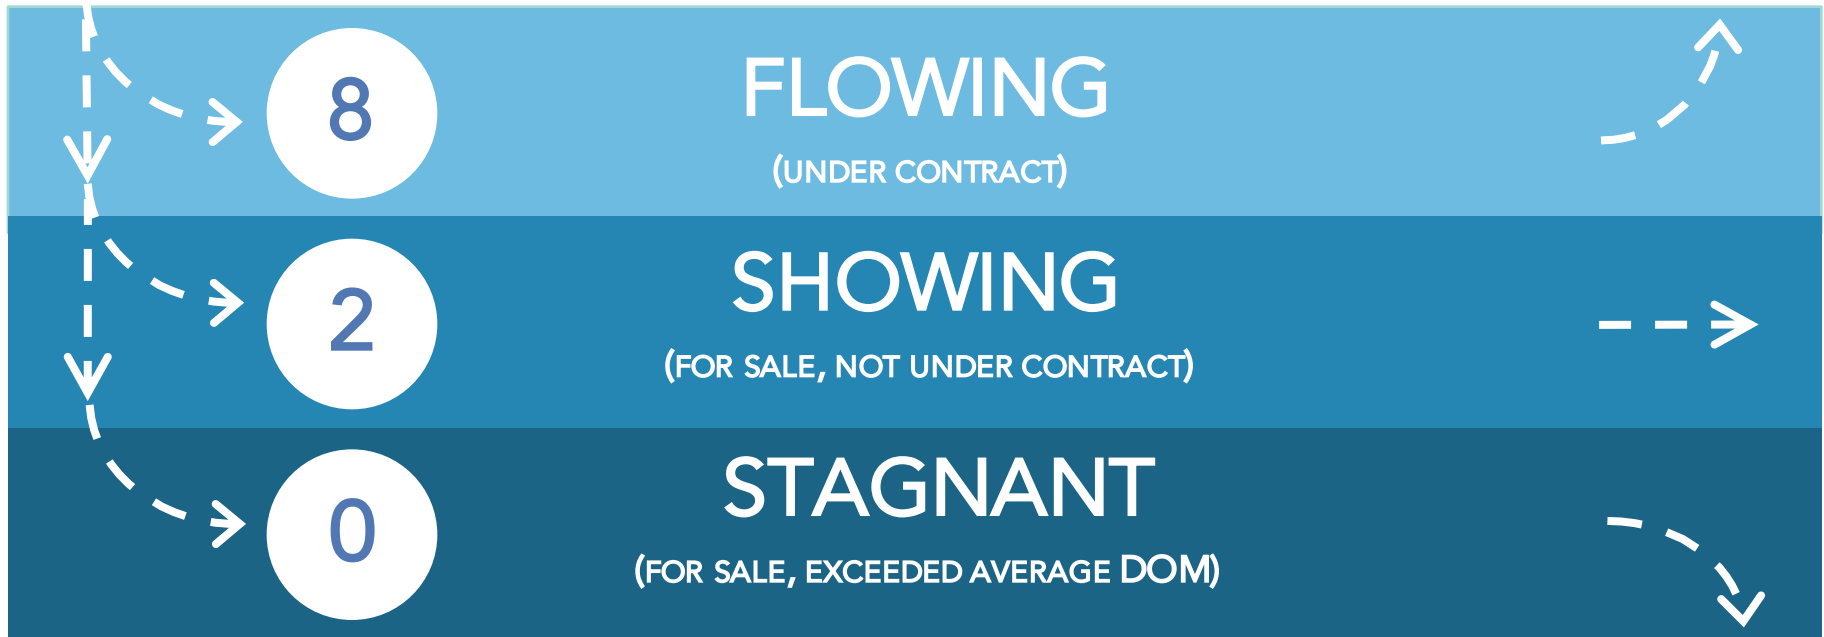 8
FLOWING
(UNDER CONTRACT)
2
SHOWING
(FOR SALE, NOT UNDER CONTRACT)
0
STAGNANT
(FOR SALE, EXCEEDED AVERAGE DOM)